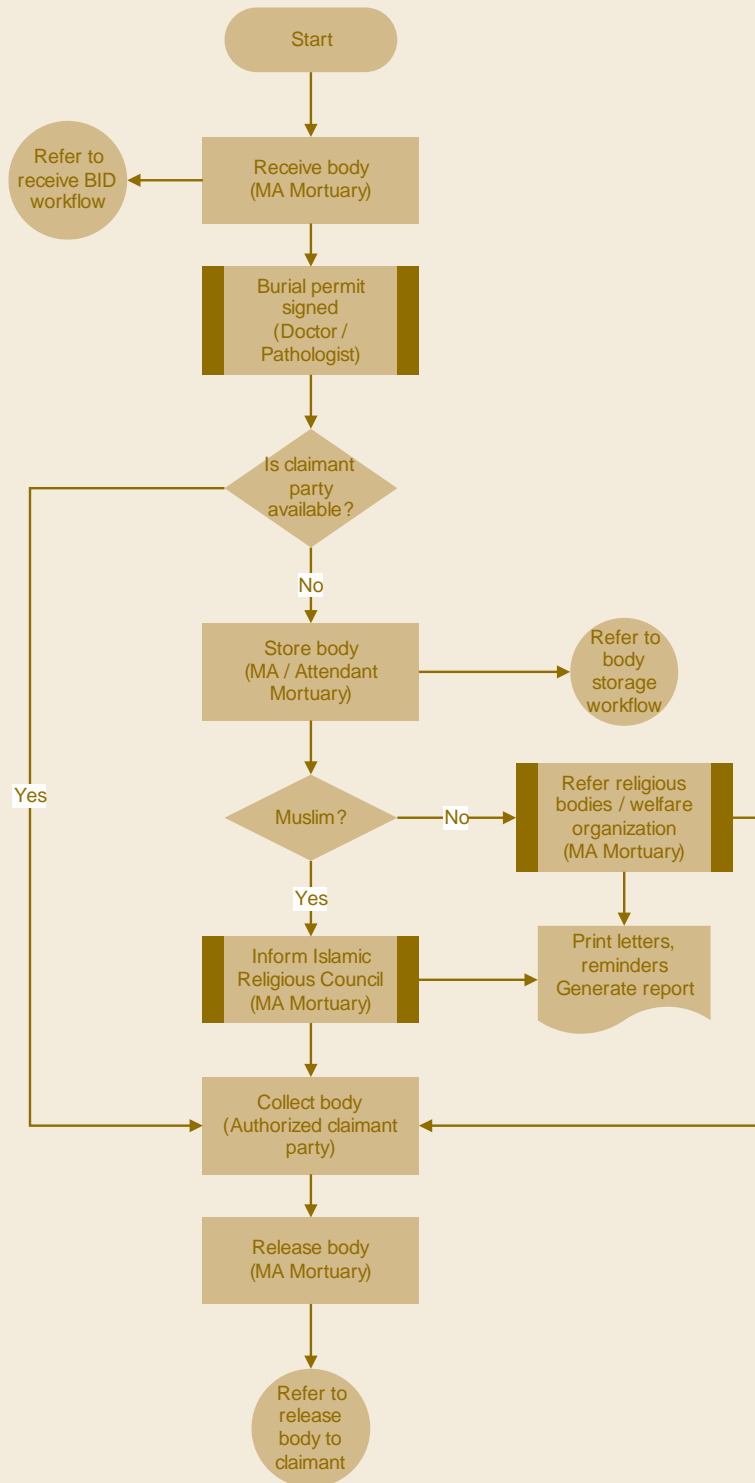 Start
Refer to
receive BID
workflow
Receive body
(MA Mortuary)
Burial permit
signed
(Doctor /
Pathologist)
Is claimant
party
available?
No
Store body
(MA / Attendant
Mortuary)
Refer to
body
storage
workflow
Yes
Muslim?
No
Refer religious
bodies / welfare
organization
(MA Mortuary)
Yes
Inform Islamic
Religious Council
(MA Mortuary)
Print letters,
reminders
Generate report
Collect body
(Authorized claimant
party)
Release body
(MA Mortuary)
Refer to
release
body to
claimant